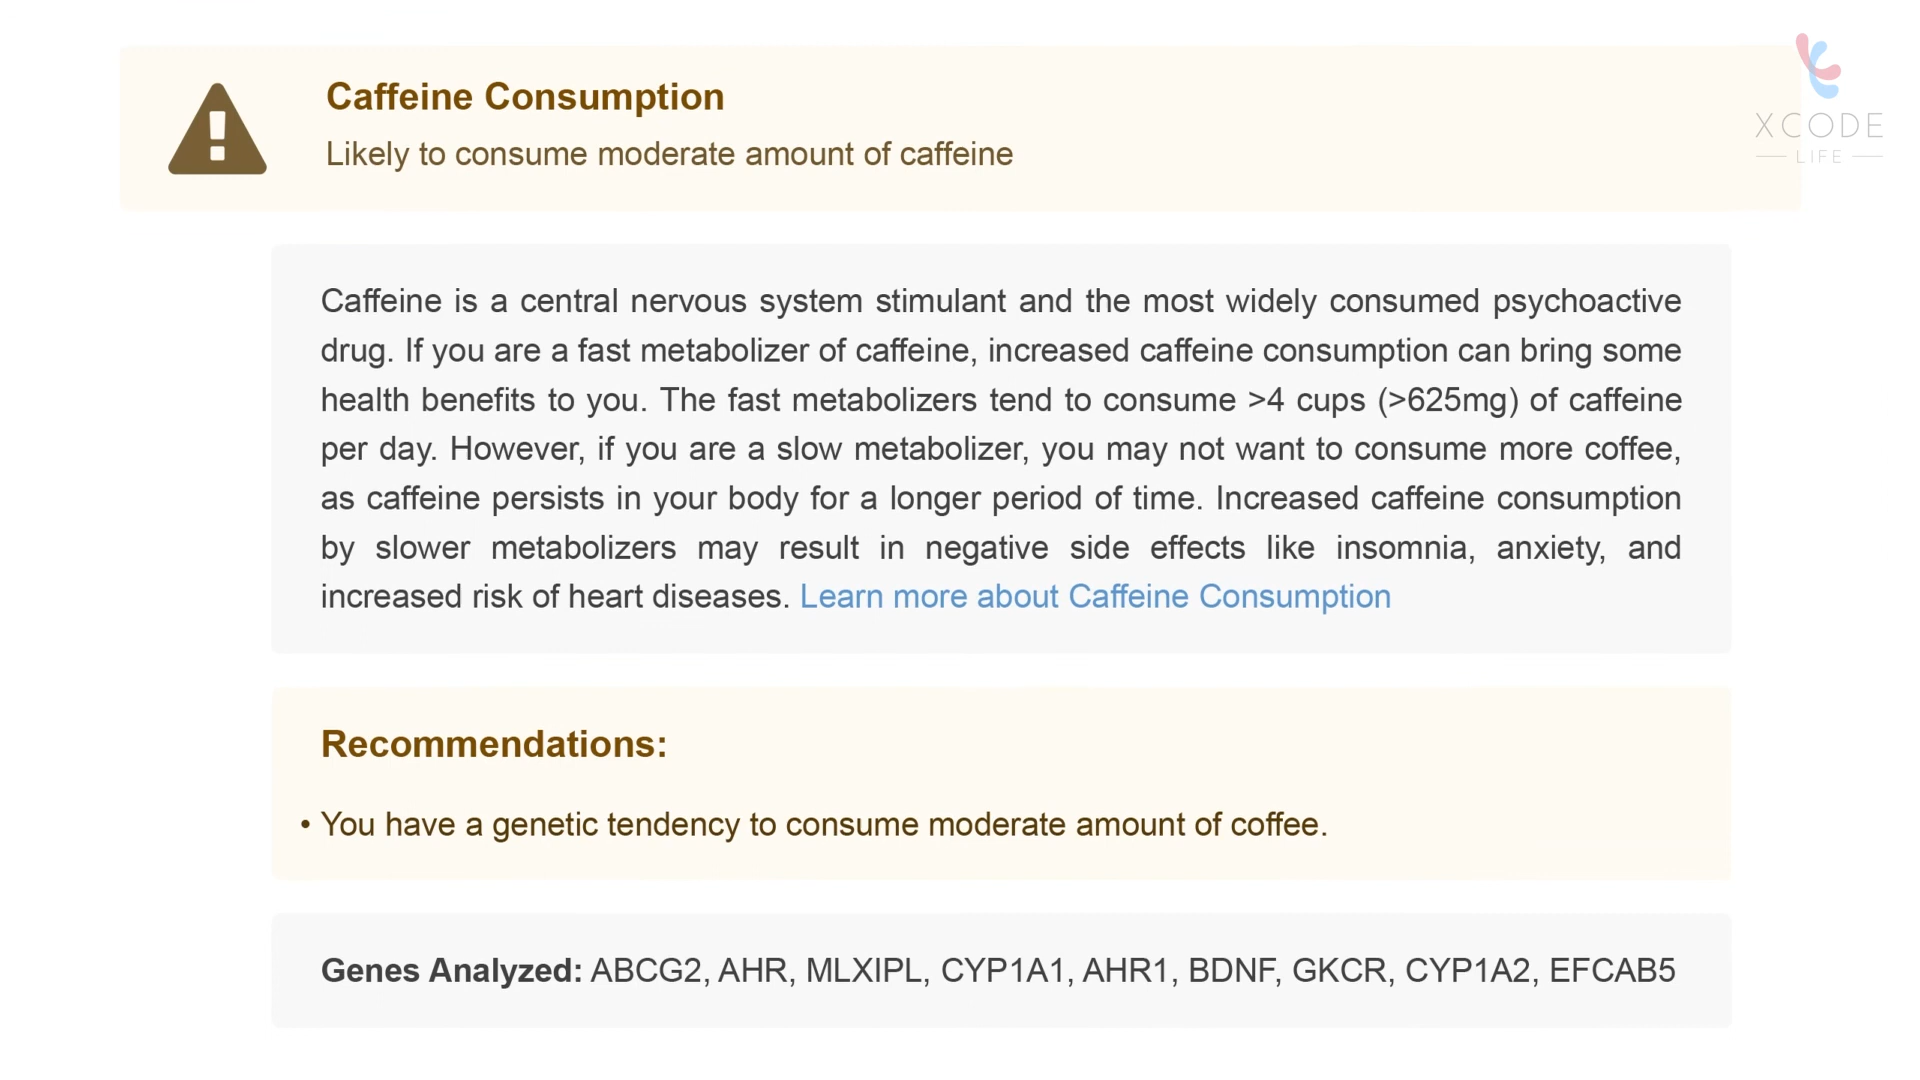 Caffeine Consumption
Likely to consume moderate amount of caffeine
XCODE
LIFE
Caffeine is a central nervous system stimulant and the most widely consumed psychoactive
drug. If you are a fast metabolizer of caffeine, increased caffeine consumption can bring some
health benefits to you. The fast metabolizers tend to consume >4 cups (>625mg) of caffeine
per day. However, if you are a slow metabolizer, you may not want to consume more coffee,
as caffeine persists in your body for a longer period of time. Increased caffeine consumption
by slower metabolizers may result in negative side effects like insomnia, anxiety, and
increased risk of heart diseases. Learn more about Caffeine Consumption
Recommendations:
• You have a genetic tendency to consume moderate amount of coffee.
Genes Analyzed: ABCG2, AHR, MLXIPL, CYP1A1, AHR1, BDNF, GKCR, CYP1A2, EFCAB5